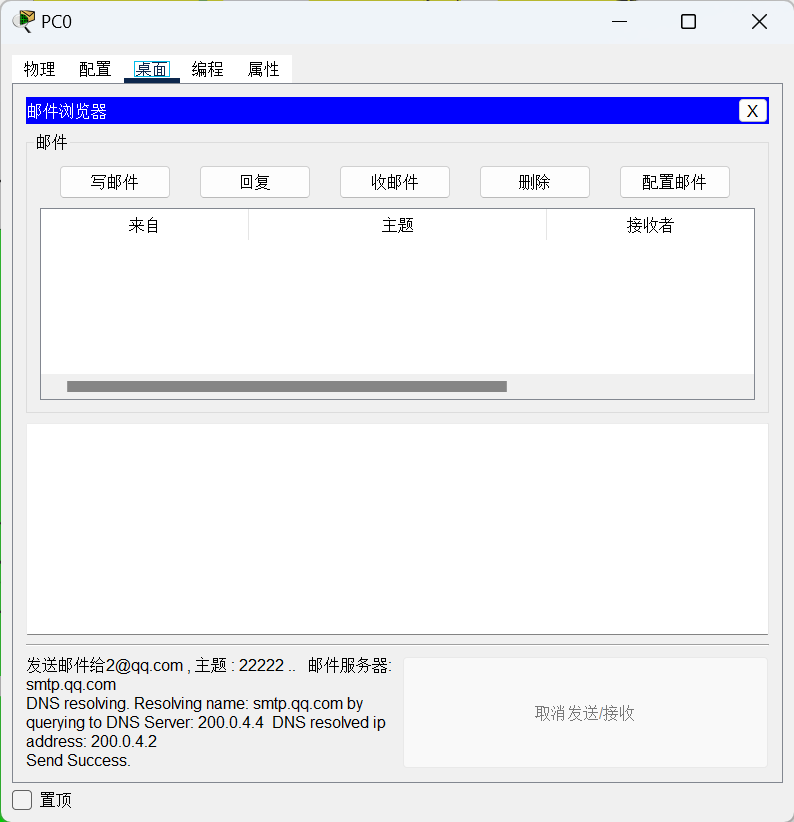 PC0
物理 配置 桌面 编程 属性
邮件浏览器 X
邮件
写邮件 回复 收邮件 删除 配置邮件
来自 主题 接收者
发送邮件给2@qq.com , 主题 : 22222 .. 邮件服务器:
smtp.qq.com
DNS resolving. Resolving name: smtp.qq.com by
querying to DNS Server: 200.0.4.4 DNS resolved ip
address: 200.0.4.2
Send Success.
取消发送/接收
置顶